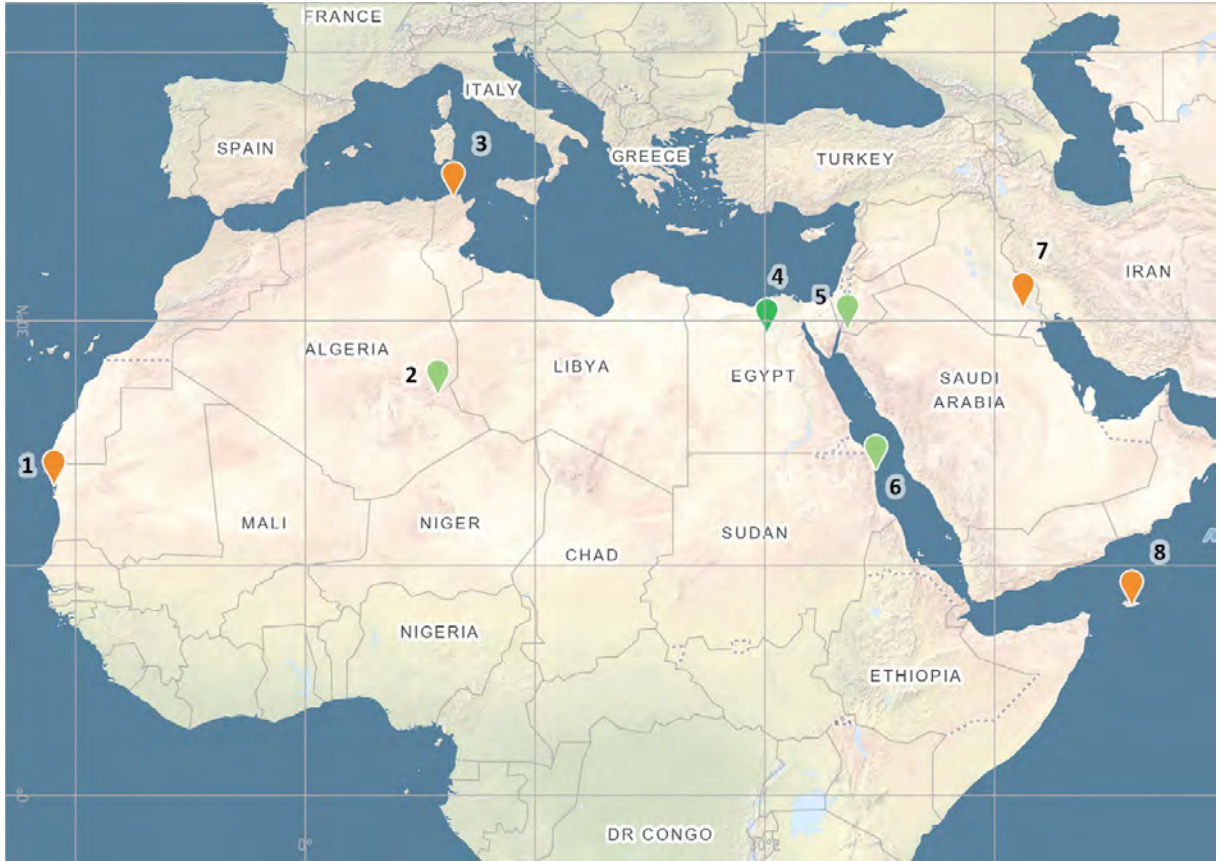 FRANCE
ITALY
3
SPAIN
GREECE
TURKEY
4
5
7
IRAN
30°N
ALGERIA
2
LIBYA
EGYPT
SAUDI
ARABIA
1
6
MALI
NIGER
SUDAN
CHAD
8
NIGERIA
ETHIOPIA
0°
DR CONGO
0°
30°E